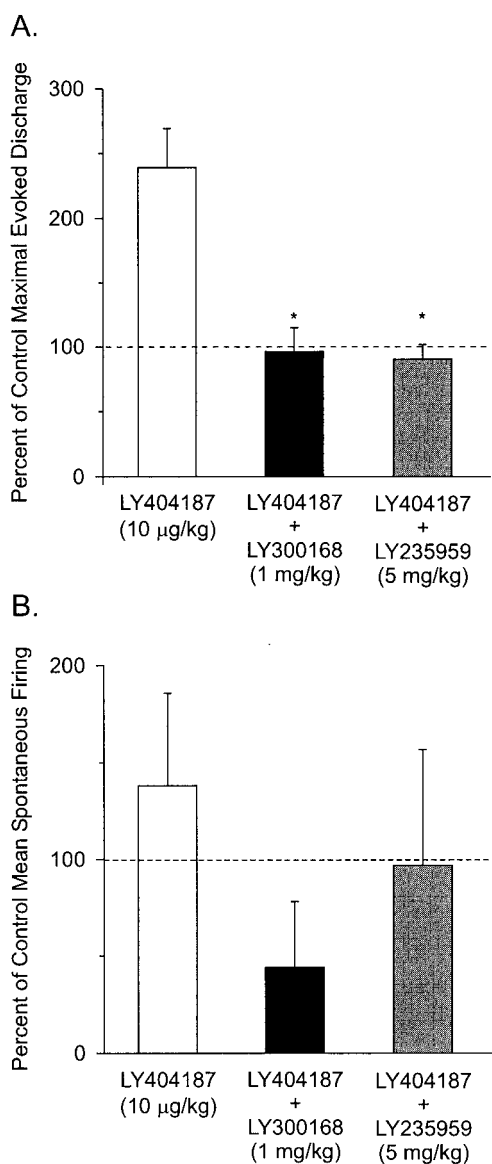 A.
Percent of Control Maximal Evoked Discharge
300
200
100
0
* *
LY404187
(10 µg/kg)
LY404187
+
LY300168
(1 mg/kg)
LY404187
+
LY235959
(5 mg/kg)
B.
Percent of Control Mean Spontaneous Firing
200
100
0
LY404187
(10 µg/kg)
LY404187
+
LY300168
(1 mg/kg)
LY404187
+
LY235959
(5 mg/kg)